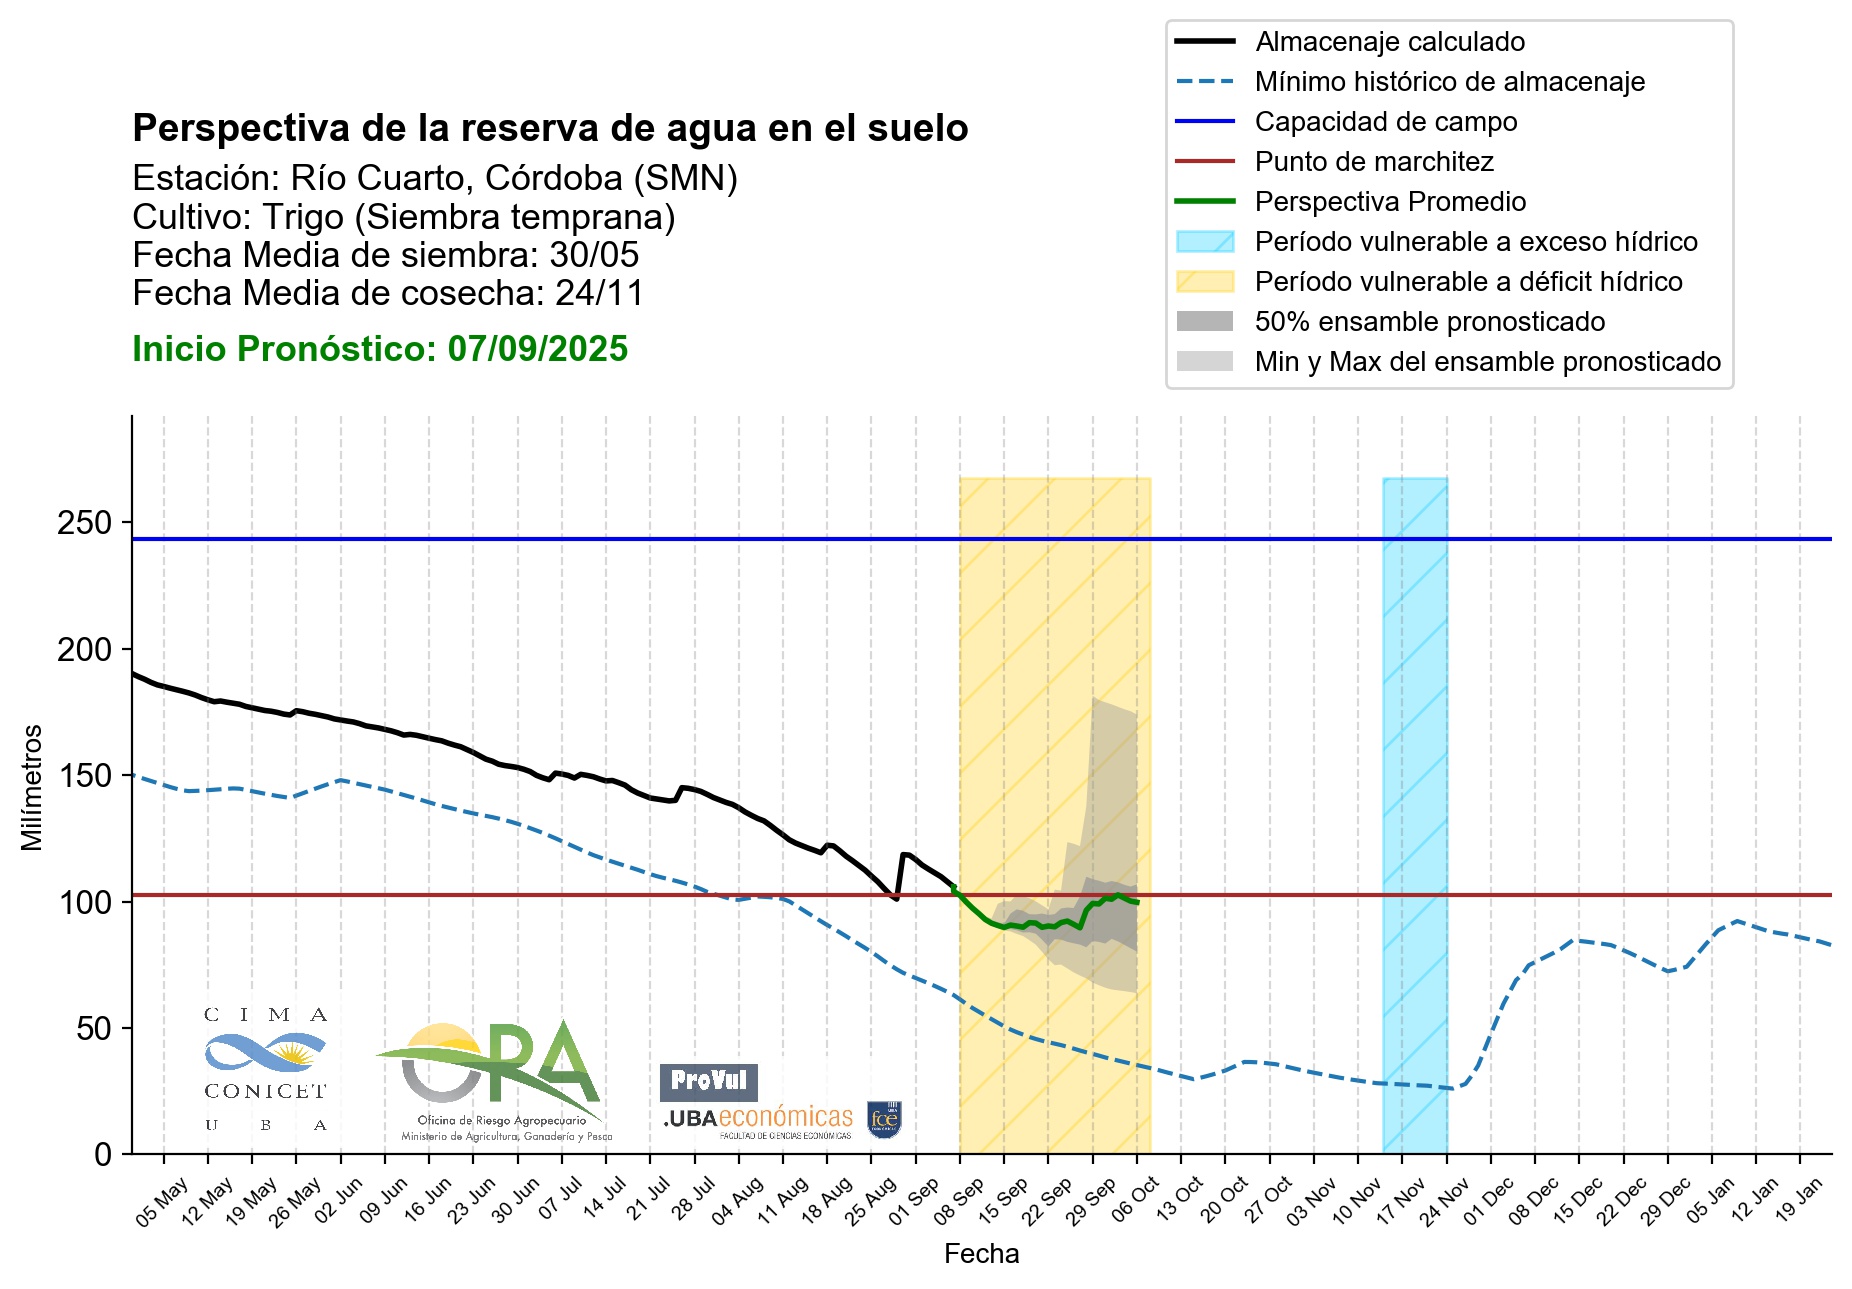 Almacenaje calculado
Mínimo histórico de almacenaje
Capacidad de campo
Punto de marchitez
Perspectiva Promedio
Período vulnerable a exceso hídrico
Período vulnerable a déficit hídrico
50% ensamble pronosticado
Min y Max del ensamble pronosticado
Perspectiva de la reserva de agua en el suelo
Estación: Río Cuarto, Córdoba (SMN)
Cultivo: Trigo (Siembra temprana)
Fecha Media de siembra: 30/05
Fecha Media de cosecha: 24/11
Inicio Pronóstico: 07/09/2025
Milímetros
250
200
150
100
50
0
CIMA
CONICET
UBA
ORA
Oficina de Riesgo Agropecuario
Ministerio de Agricultura, Ganadería y Pesca
ProVul
.UBAeconómicas
FACULTAD DE CIENCIAS ECONÓMICAS
fce
05 May
12 May
19 May
26 May
02 Jun
09 Jun
16 Jun
23 Jun
30 Jun
07 Jul
14 Jul
21 Jul
28 Jul
04 Aug
11 Aug
18 Aug
25 Aug
01 Sep
08 Sep
15 Sep
22 Sep
29 Sep
06 Oct
13 Oct
20 Oct
27 Oct
03 Nov
10 Nov
17 Nov
24 Nov
01 Dec
08 Dec
15 Dec
22 Dec
29 Dec
05 Jan
12 Jan
19 Jan
Fecha